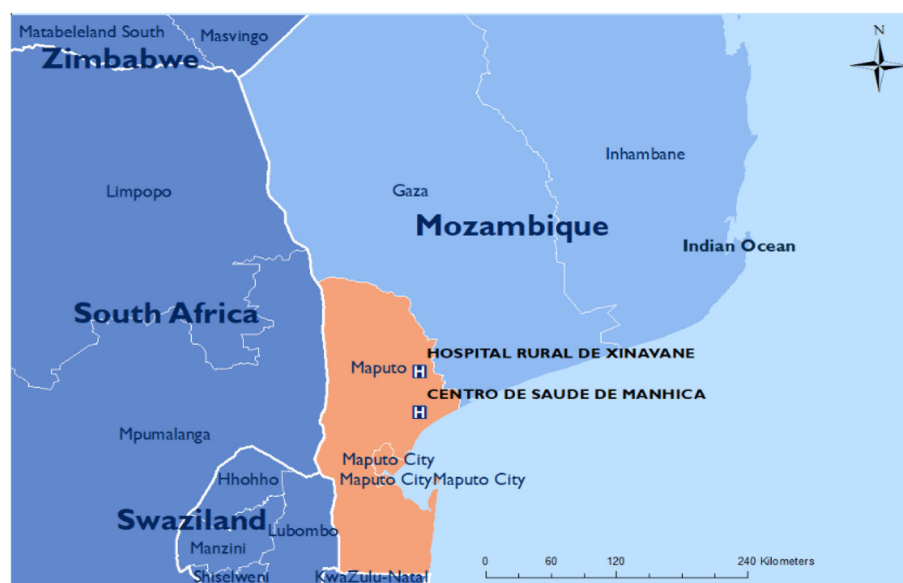 Matabeleland South
Masvingo
N
Zimbabwe
Inhambane
Limpopo
Gaza
Mozambique
Indian Ocean
South Africa
HOSPITAL RURAL DE XINAVANE
Maputo H
CENTRO DE SAUDE DE MANHICA
H
Mpumalanga
Maputo City
Hhohho
Maputo City Maputo City
Swaziland
Lubombo
Manzini
Shiselweni
KwaZulu-Natal
0 60 120 240 Kilometers